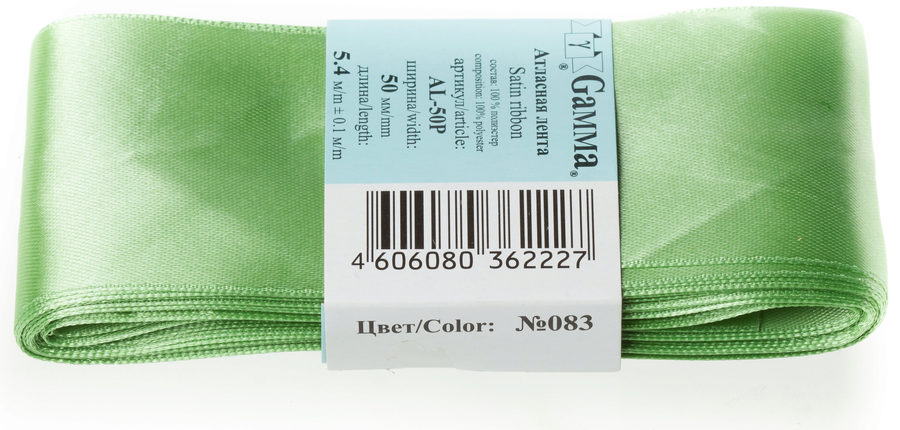 γ
®
Gамма®
Атласная лента
Satin ribbon
состав: 100 % полиэстер
composition: 100% polyester
артикул/article:
AL-50P
ширина/width:
50 мм/mm
длина/length:
5.4 м/m ± 0.1 м/m
4 606080 362227
Цвет/Color: №083